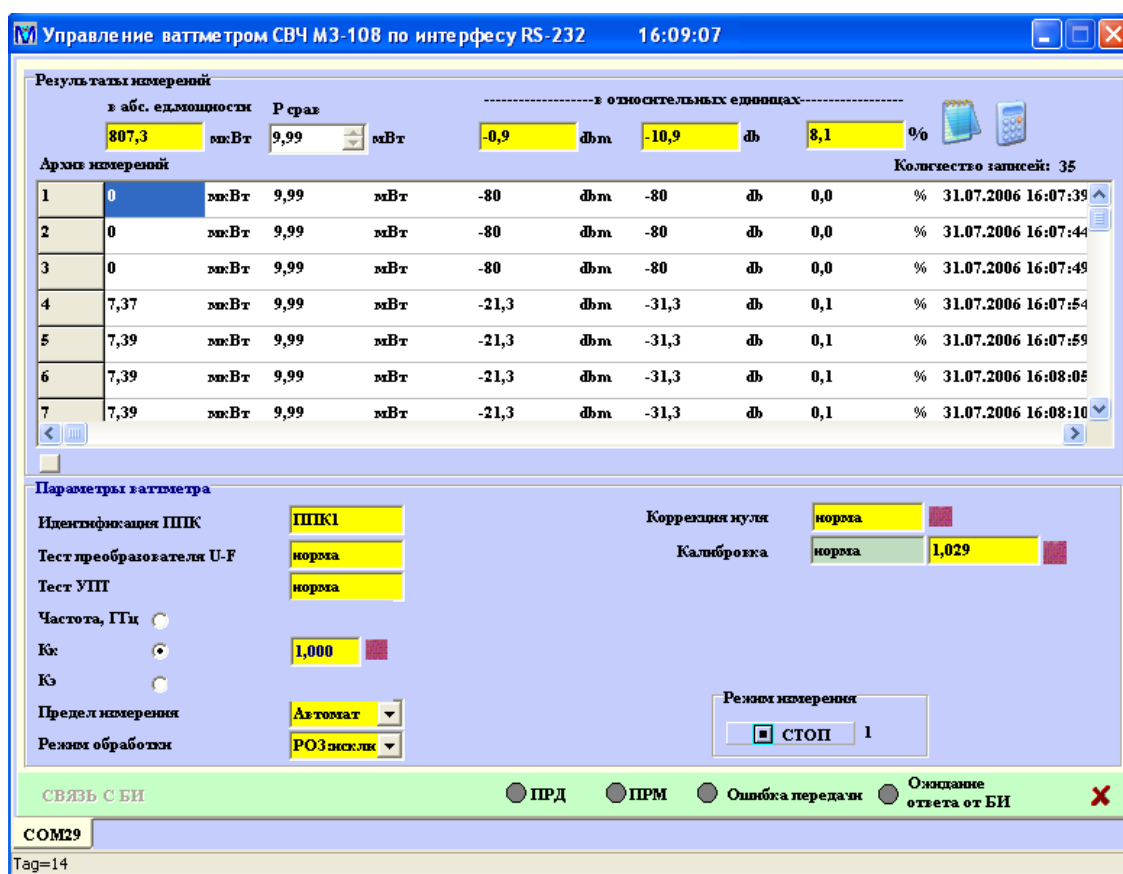 Управление ваттметром СВЧ М3-108 по интерфесу RS-232 16:09:07
Результаты измерений
в абс. ед.мощности Р срав -------------------в относительных единицах------------------
807,3 мкВт 9,99 мВт -0,9 dbm -10,9 db 8,1 %
Архив измерений Количество записей: 35
1 0 мкВт 9,99 мВт -80 dbm -80 db 0,0 % 31.07.2006 16:07:39
2 0 мкВт 9,99 мВт -80 dbm -80 db 0,0 % 31.07.2006 16:07:44
3 0 мкВт 9,99 мВт -80 dbm -80 db 0,0 % 31.07.2006 16:07:49
4 7,37 мкВт 9,99 мВт -21,3 dbm -31,3 db 0,1 % 31.07.2006 16:07:54
5 7,39 мкВт 9,99 мВт -21,3 dbm -31,3 db 0,1 % 31.07.2006 16:07:59
6 7,39 мкВт 9,99 мВт -21,3 dbm -31,3 db 0,1 % 31.07.2006 16:08:05
7 7,39 мкВт 9,99 мВт -21,3 dbm -31,3 db 0,1 % 31.07.2006 16:08:10
Параметры ваттметра
Идентификация ППК ППК1 Коррекция нуля норма
Тест преобразователя U-F норма Калибровка норма 1,029
Тест УПТ норма
Частота, ГГц
Кк 1,000
Кэ
Предел измерения Автомат Режим измерения
Режим обработки РОЗ:искли СТОП 1
СВЯЗЬ С БИ ПРД ПРМ Ошибка передачи Ожидание
ответа от БИ
COM29
Tag=14